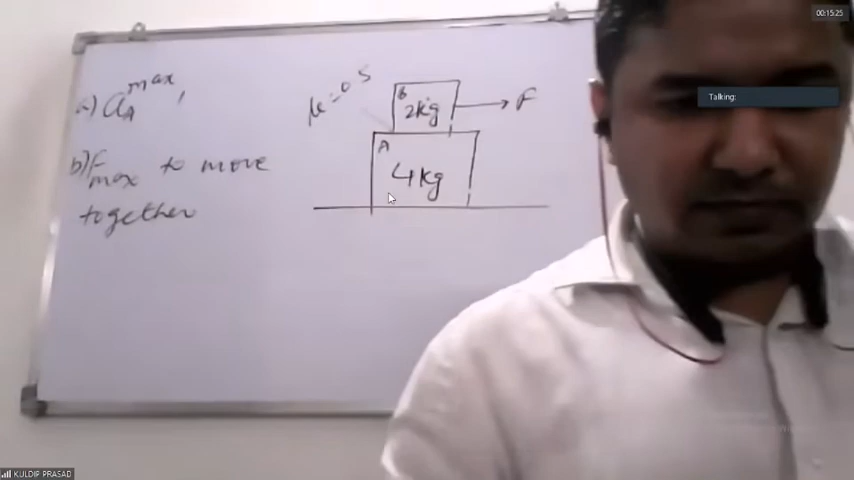 00:15:25
Talking:
a) a_A^max,
b) F_max to move
together
μ=0.5
B
2kg
F
A
4kg
KULDIP PRASAD